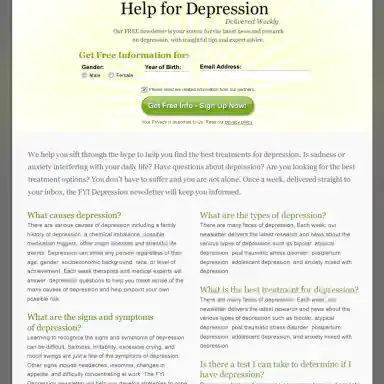 Help for Depression
Delivered Weekly
Our FREE newsletter is your source for the latest news and research
on depression, with insightful tips and expert advice.
Get Free Information for:
Gender: Year of Birth: Email Address:
Male Female
Please send me related information from our partners.
Get Free Info - Sign Up Now!
Your Privacy is Important to Us. Read our privacy policy.
We help you sift through the hype to help you find the best treatments for depression. Is sadness or
anxiety interfering with your daily life? Have questions about depression? Are you looking for the best
treatment options? You don't have to suffer and you are not alone. Once a week, delivered straight to
your inbox, the FYI Depression newsletter will keep you informed.
What causes depression?
There are various causes of depression including a family
history of depression, a chemical imbalance, possible
medication triggers, other major illnesses and stressful life
events. Depression can strike any person regardless of their
age, gender, socioeconomic background, race, or level of
achievement. Each week therapists and medical experts will
answer depression questions to help you make sense of the
many causes of depression and help pinpoint your own
possible risk.
What are the signs and symptoms
of depression?
Learning to recognize the signs and symptoms of depression
can be difficult. Sadness, irritability, excessive crying, and
mood swings are just a few of the symptoms of depression.
Other signs include headaches, insomnia, changes in
appetite, and difficulty concentrating at work. The FYI
Depression newsletter will help you develop strategies to cope
What are the types of depression?
There are many faces of depression. Each week, our
newsletter delivers the latest research and news about the
various types of depression such as bipolar, atypical
depression, post traumatic stress disorder, postpartum
depression, adolescent depression, and anxiety mixed with
depression.
What is the best treatment for depression?
There are many faces of depression. Each week, our
newsletter delivers the latest research and news about the
various types of depression such as bipolar, atypical
depression, post traumatic stress disorder, postpartum
depression, adolescent depression, and anxiety mixed with
depression.
Is there a test I can take to determine if I
have depression?